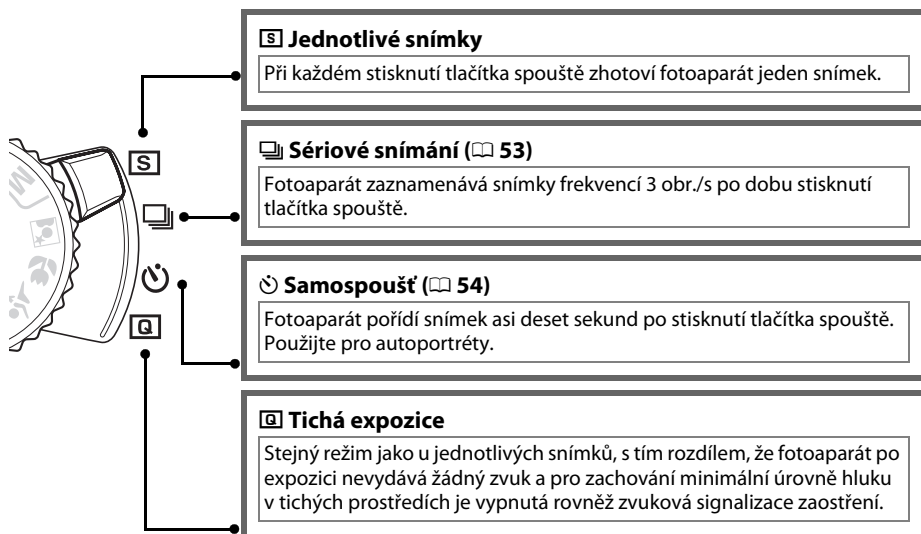 S Jednotlivé snímky
Při každém stisknutí tlačítka spouště zhotoví fotoaparát jeden snímek.
Sériové snímání (53)
Fotoaparát zaznamenává snímky frekvencí 3 obr./s po dobu stisknutí
tlačítka spouště.
Samospoušť (54)
Fotoaparát pořídí snímek asi deset sekund po stisknutí tlačítka spouště.
Použijte pro autoportréty.
Q Tichá expozice
Stejný režim jako u jednotlivých snímků, s tím rozdílem, že fotoaparát po
expozici nevydává žádný zvuk a pro zachování minimální úrovně hluku
v tichých prostředích je vypnutá rovněž zvuková signalizace zaostření.
M
S
Q